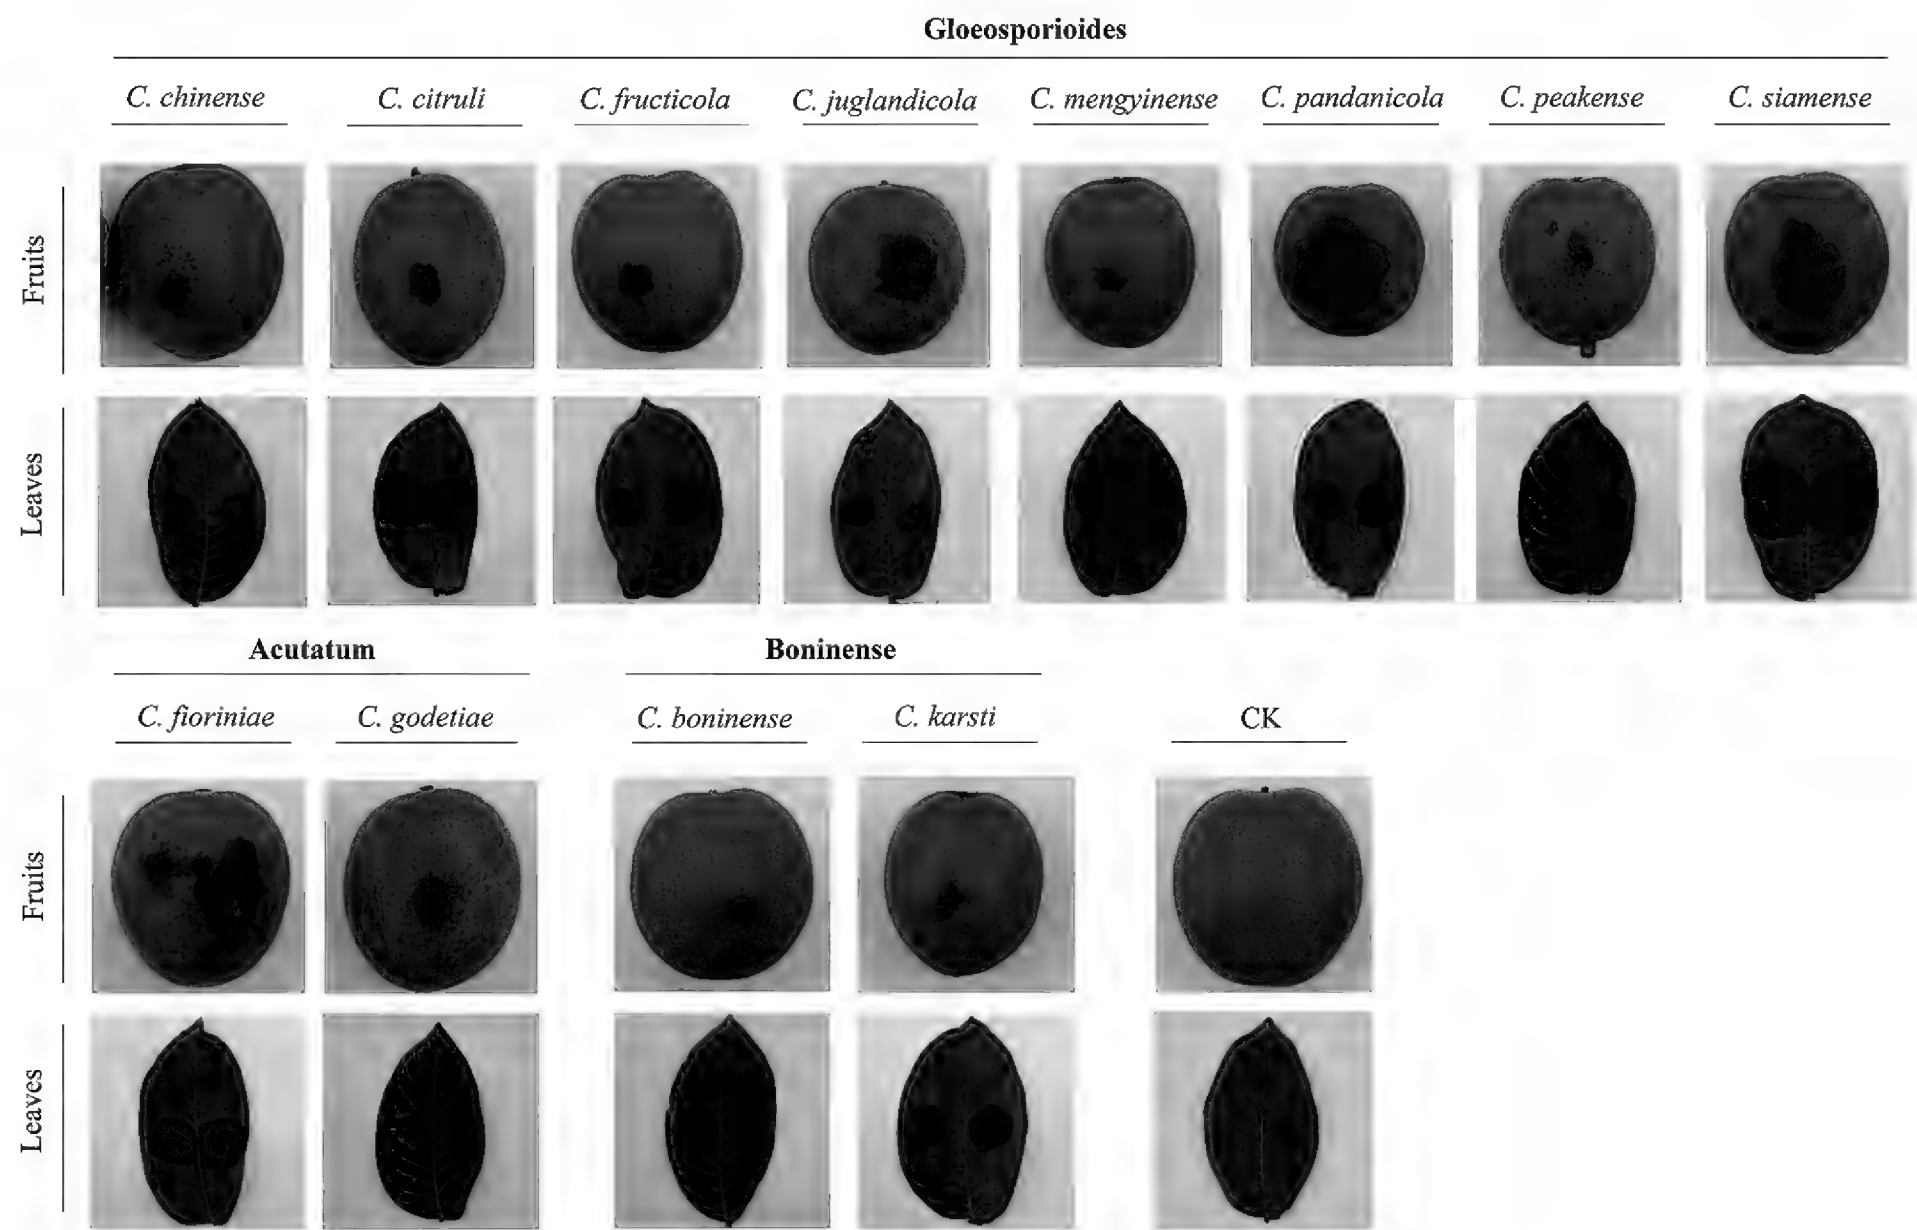 Gloeosporioides
C. chinense C. citruli C. fructicola C. juglandicola C. mengyinense C. pandanicola C. peakense C. siamense
Fruits
Leaves
Acutatum Boninense
C. fioriniae C. godetiae C. boninense C. karsti CK
Fruits
Leaves